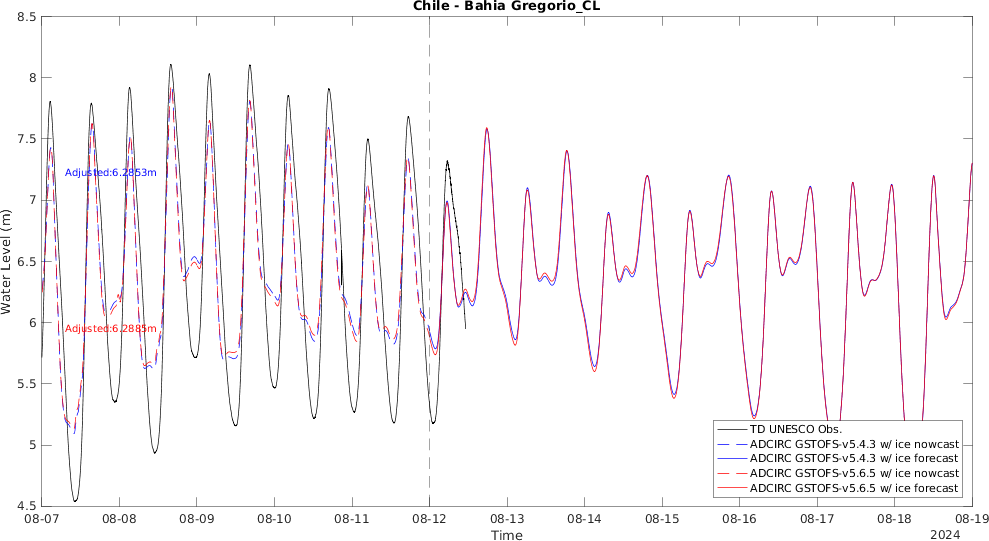 Chile - Bahia Gregorio_CL
8.5
8
7.5
7
6.5
6
5.5
5
4.5
Water Level (m)
Adjusted:6.2853m
Adjusted:6.2885m
TD UNESCO Obs.
ADCIRC GSTOFS-v5.4.3 w/ ice nowcast
ADCIRC GSTOFS-v5.4.3 w/ ice forecast
ADCIRC GSTOFS-v5.6.5 w/ ice nowcast
ADCIRC GSTOFS-v5.6.5 w/ ice forecast
08-07 08-08 08-09 08-10 08-11 08-12 08-13 08-14 08-15 08-16 08-17 08-18 08-19
Time
2024